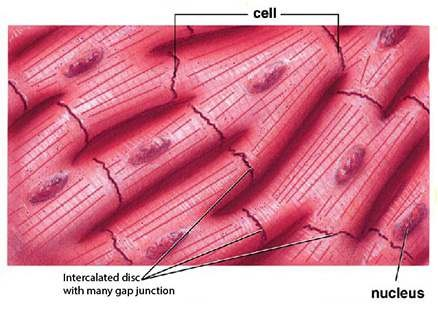 cell
Intercalated disc
with many gap junction
nucleus